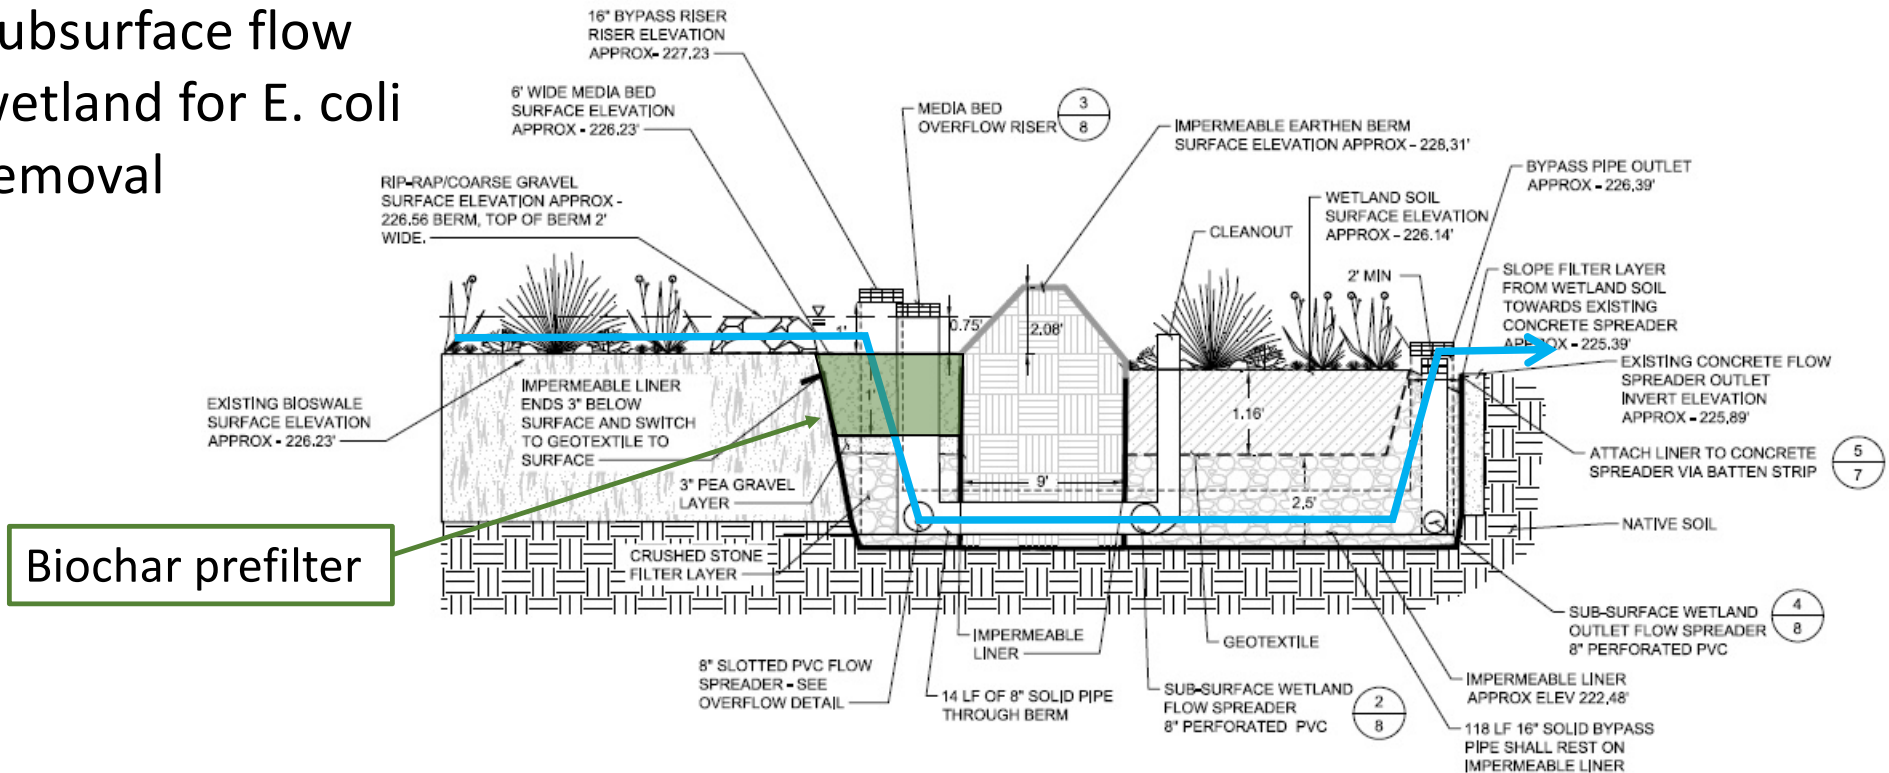 ubsurface flow
etland for E. coli
emoval
16" BYPASS RISER
RISER ELEVATION
APPROX- 227.23
6' WIDE MEDIA BED
SURFACE ELEVATION
APPROX - 226.23'
MEDIA BED
OVERFLOW RISER
3
8
IMPERMEABLE EARTHEN BERM
SURFACE ELEVATION APPROX - 228.31'
BYPASS PIPE OUTLET
APPROX - 226.39'
RIP-RAP/COARSE GRAVEL
SURFACE ELEVATION APPROX -
226.56 BERM, TOP OF BERM 2'
WIDE.
WETLAND SOIL
SURFACE ELEVATION
APPROX - 226.14'
CLEANOUT
2' MIN
SLOPE FILTER LAYER
FROM WETLAND SOIL
TOWARDS EXISTING
CONCRETE SPREADER
APPROX - 225.39'
1'
0.75'
2.08'
EXISTING CONCRETE FLOW
SPREADER OUTLET
INVERT ELEVATION
APPROX - 225.89'
EXISTING BIOSWALE
SURFACE ELEVATION
APPROX - 226.23'
IMPERMEABLE LINER
ENDS 3" BELOW
SURFACE AND SWITCH
TO GEOTEXTILE TO
SURFACE
1.16'
ATTACH LINER TO CONCRETE
SPREADER VIA BATTEN STRIP
5
7
3" PEA GRAVEL
LAYER
9'
2.5'
NATIVE SOIL
Biochar prefilter
CRUSHED STONE
FILTER LAYER
IMPERMEABLE
LINER
GEOTEXTILE
SUB-SURFACE WETLAND
OUTLET FLOW SPREADER
8" PERFORATED PVC
4
8
8" SLOTTED PVC FLOW
SPREADER - SEE
OVERFLOW DETAIL
14 LF OF 8" SOLID PIPE
THROUGH BERM
SUB-SURFACE WETLAND
FLOW SPREADER
8" PERFORATED PVC
2
8
IMPERMEABLE LINER
APPROX ELEV 222.48'
118 LF 16" SOLID BYPASS
PIPE SHALL REST ON
IMPERMEABLE LINER